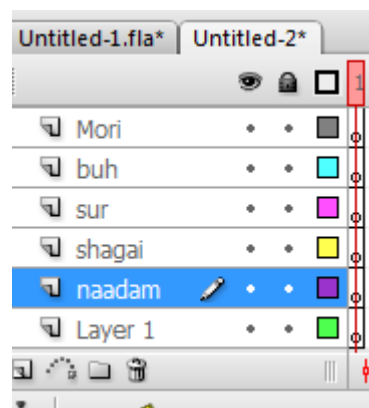 Untitled-1.fla* Untitled-2*
1
Mori
buh
sur
shagai
naadam
Layer 1